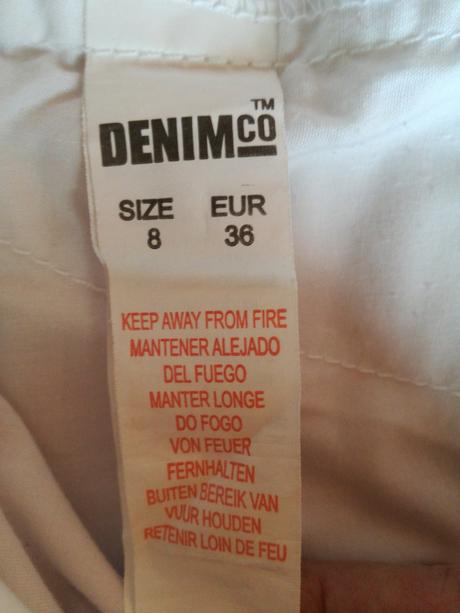 DENIMCO™
SIZE EUR
8 36
KEEP AWAY FROM FIRE
MANTENER ALEJADO
DEL FUEGO
MANTER LONGE
DO FOGO
VON FEUER
FERNHALTEN
BUITEN BEREIK VAN
VUUR HOUDEN
RETENIR LOIN DE FEU